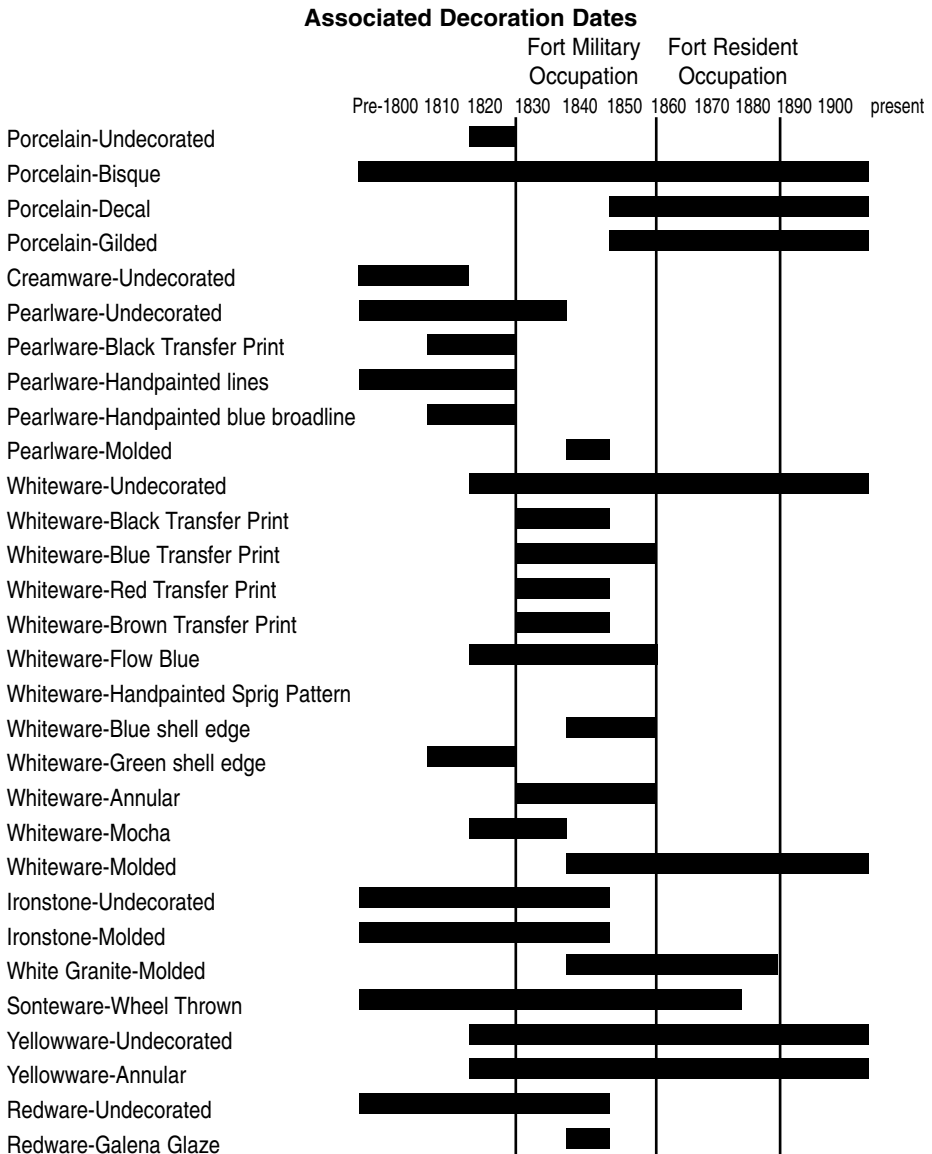 Associated Decoration Dates
Fort Military Fort Resident
Occupation Occupation
Pre-1800 1810 1820 1830 1840 1850 1860 1870 1880 1890 1900 present
Porcelain-Undecorated
Porcelain-Bisque
Porcelain-Decal
Porcelain-Gilded
Creamware-Undecorated
Pearlware-Undecorated
Pearlware-Black Transfer Print
Pearlware-Handpainted lines
Pearlware-Handpainted blue broadline
Pearlware-Molded
Whiteware-Undecorated
Whiteware-Black Transfer Print
Whiteware-Blue Transfer Print
Whiteware-Red Transfer Print
Whiteware-Brown Transfer Print
Whiteware-Flow Blue
Whiteware-Handpainted Sprig Pattern
Whiteware-Blue shell edge
Whiteware-Green shell edge
Whiteware-Annular
Whiteware-Mocha
Whiteware-Molded
Ironstone-Undecorated
Ironstone-Molded
White Granite-Molded
Sonteware-Wheel Thrown
Yellowware-Undecorated
Yellowware-Annular
Redware-Undecorated
Redware-Galena Glaze